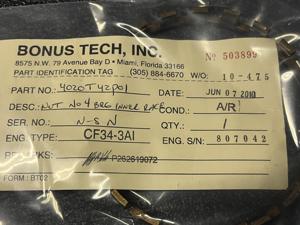 BONUS TECH, INC.
8575 N.W. 79 Avenue Bay D • Miami, Florida 33166
Nº 503899
PART IDENTIFICATION TAG (305) 884-6670 W/O: 10-475
PART NO. 4020T42P01 DATE: JUN 07 2010
DESC.: NUT NO 4 BRG INNER RACE COND.: A/R
SER. NO. N-S-N QTY.: 1
ENG. TYPE: CF34-3A1 ENG. S/N: 807042
REMARKS: P262619072
FORM: BT02